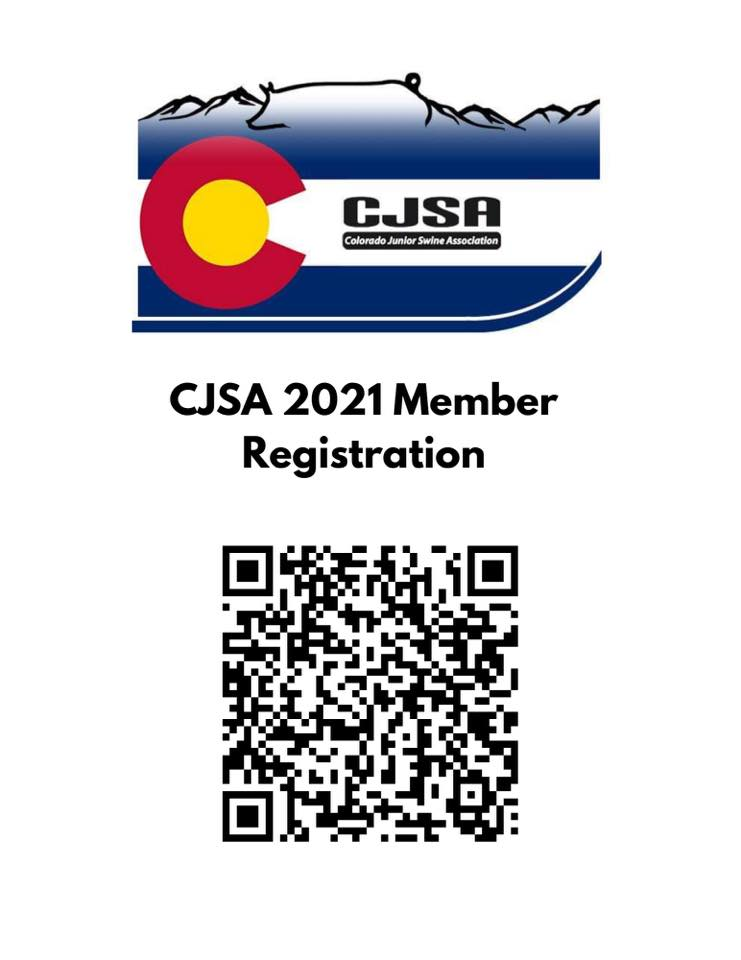 CJSA
Colorado Junior Swine Association
CJSA 2021 Member
Registration